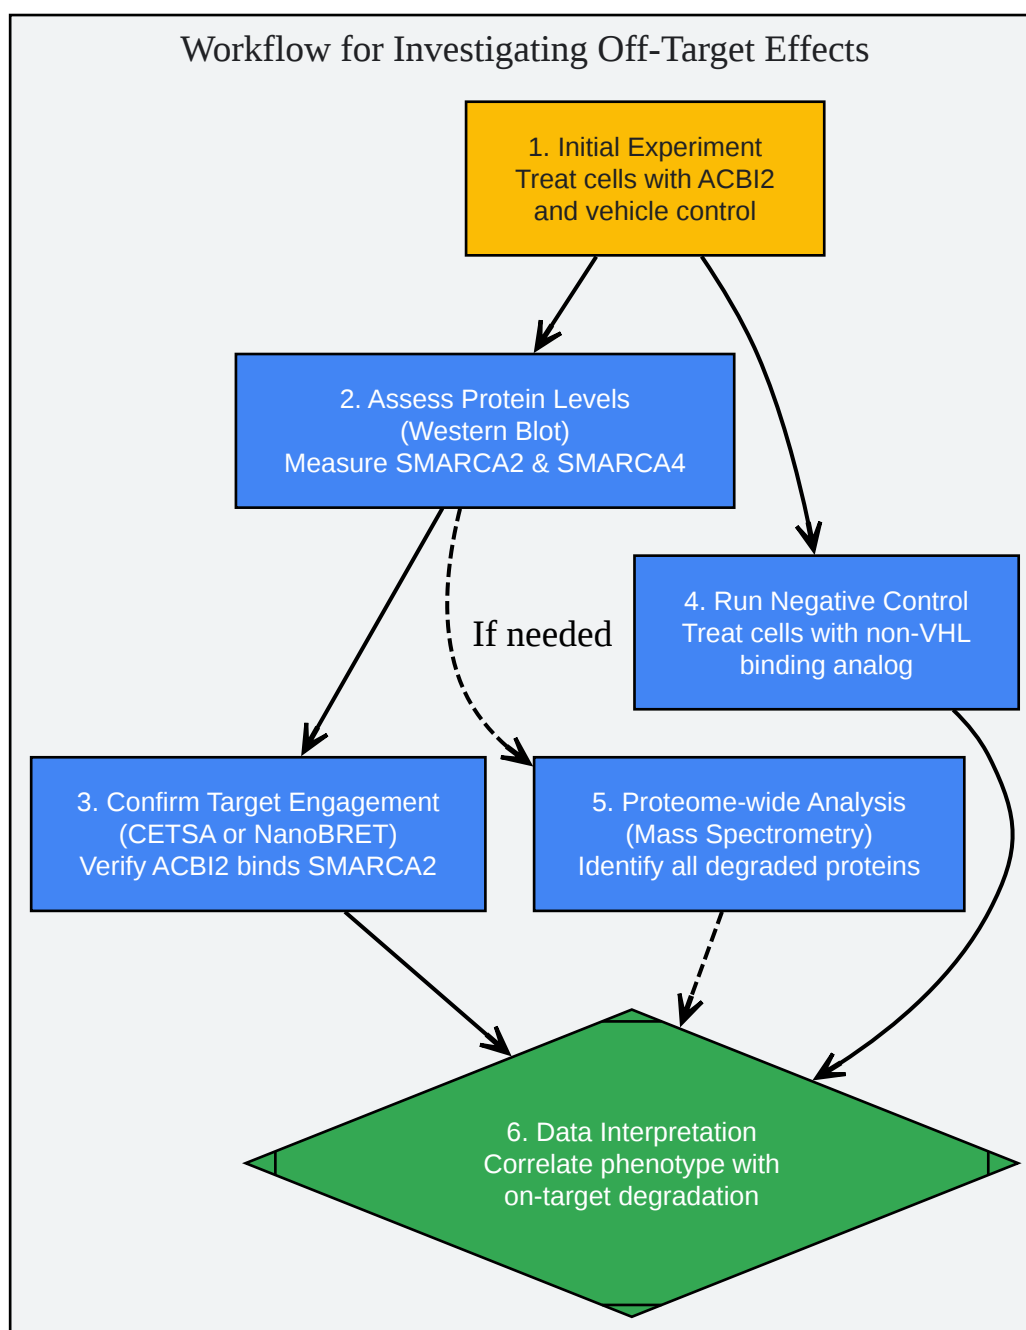 Workflow for Investigating Off-Target Effects
1. Initial Experiment
Treat cells with ACBI2
and vehicle control
2. Assess Protein Levels
(Western Blot)
Measure SMARCA2 & SMARCA4
4. Run Negative Control
Treat cells with non-VHL
binding analog
If needed
3. Confirm Target Engagement
(CETSA or NanoBRET)
Verify ACBI2 binds SMARCA2
5. Proteome-wide Analysis
(Mass Spectrometry)
Identify all degraded proteins
6. Data Interpretation
Correlate phenotype with
on-target degradation